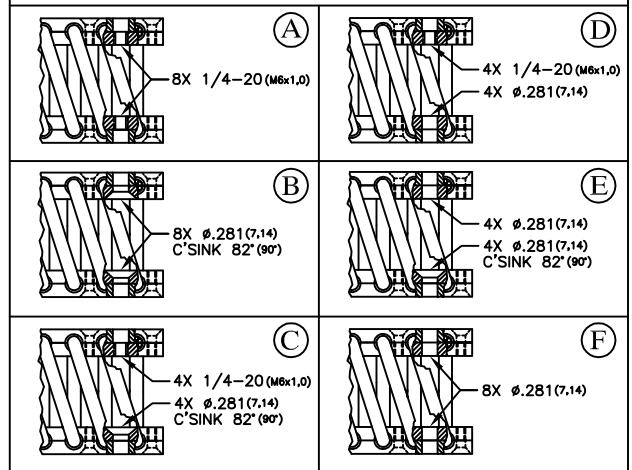 A
8X 1/4-20 (M6x1,0)
B
8X ø.281(7,14)
C'SINK 82°(90°)
C
4X 1/4-20 (M6x1,0)
4X ø.281(7,14)
C'SINK 82°(90°)
D
4X 1/4-20 (M6x1,0)
4X ø.281(7,14)
E
4X ø.281(7,14)
4X ø.281(7,14)
C'SINK 82°(90°)
F
8X ø.281(7,14)